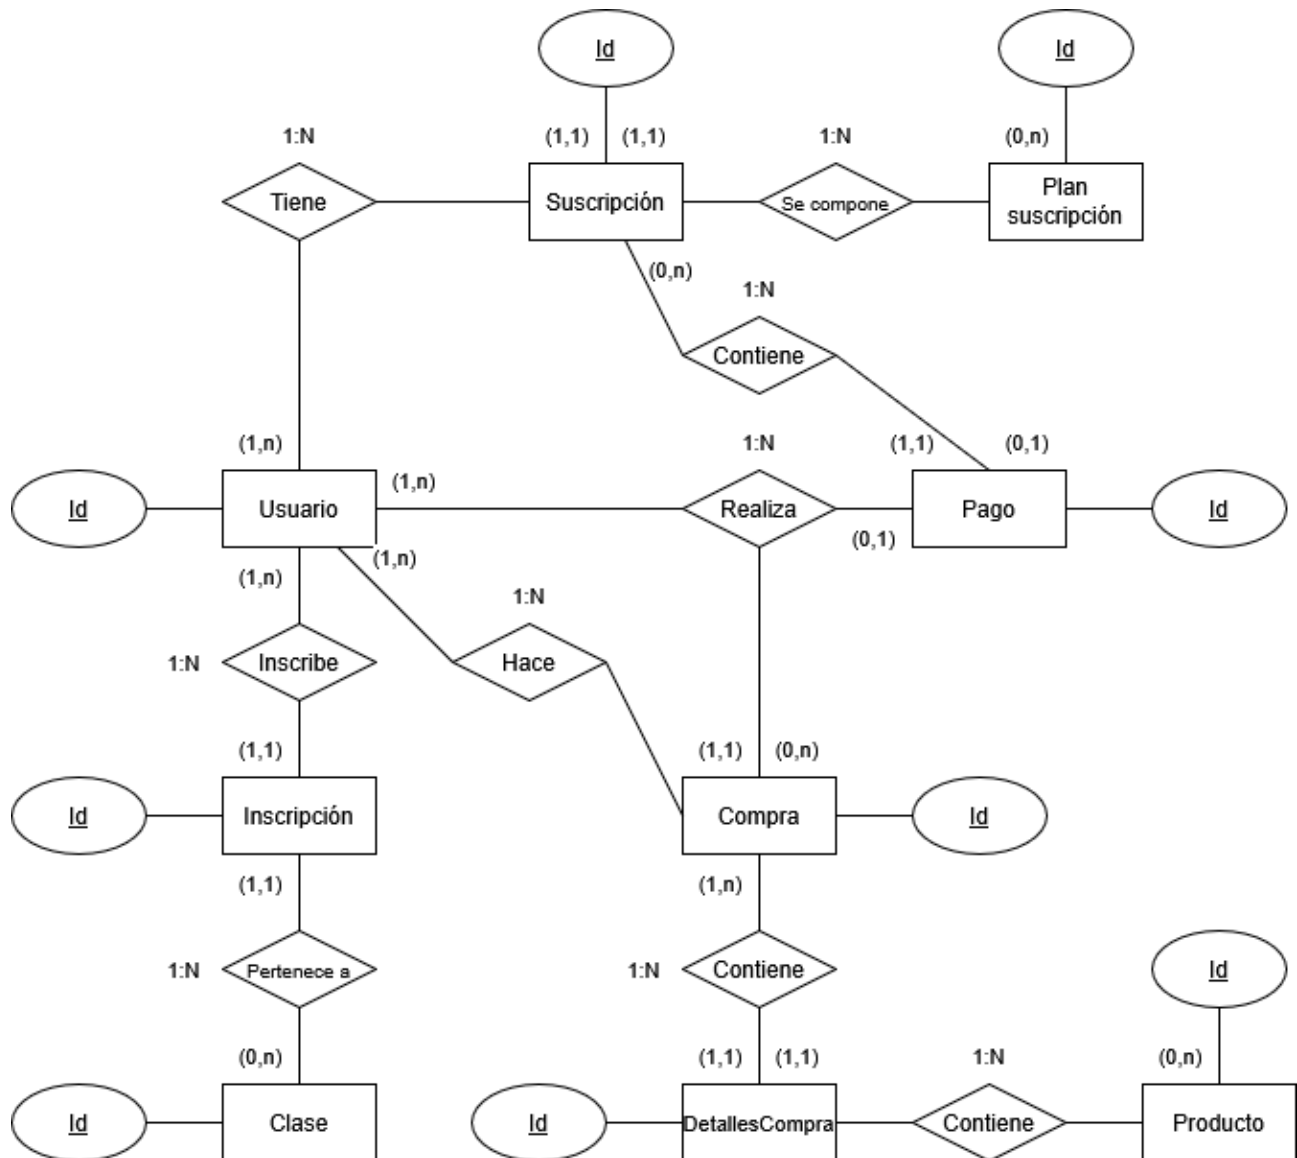 Id
Id
1:N
(1,1)
(1,1)
1:N
(0,n)
Tiene
Suscripción
Se compone
Plan
suscripción
(0,n)
1:N
Contiene
(1,n)
1:N
(1,1)
(0,1)
(1,n)
Id
Usuario
Realiza
Pago
Id
(0,1)
(1,n)
(1,n)
1:N
1:N
Inscribe
Hace
(1,1)
(1,1)
(0,n)
Id
Inscripción
Compra
Id
(1,1)
(1,n)
1:N
Pertenece a
1:N
Contiene
Id
(0,n)
(1,1)
(1,1)
1:N
(0,n)
Id
Clase
Id
DetallesCompra
Contiene
Producto